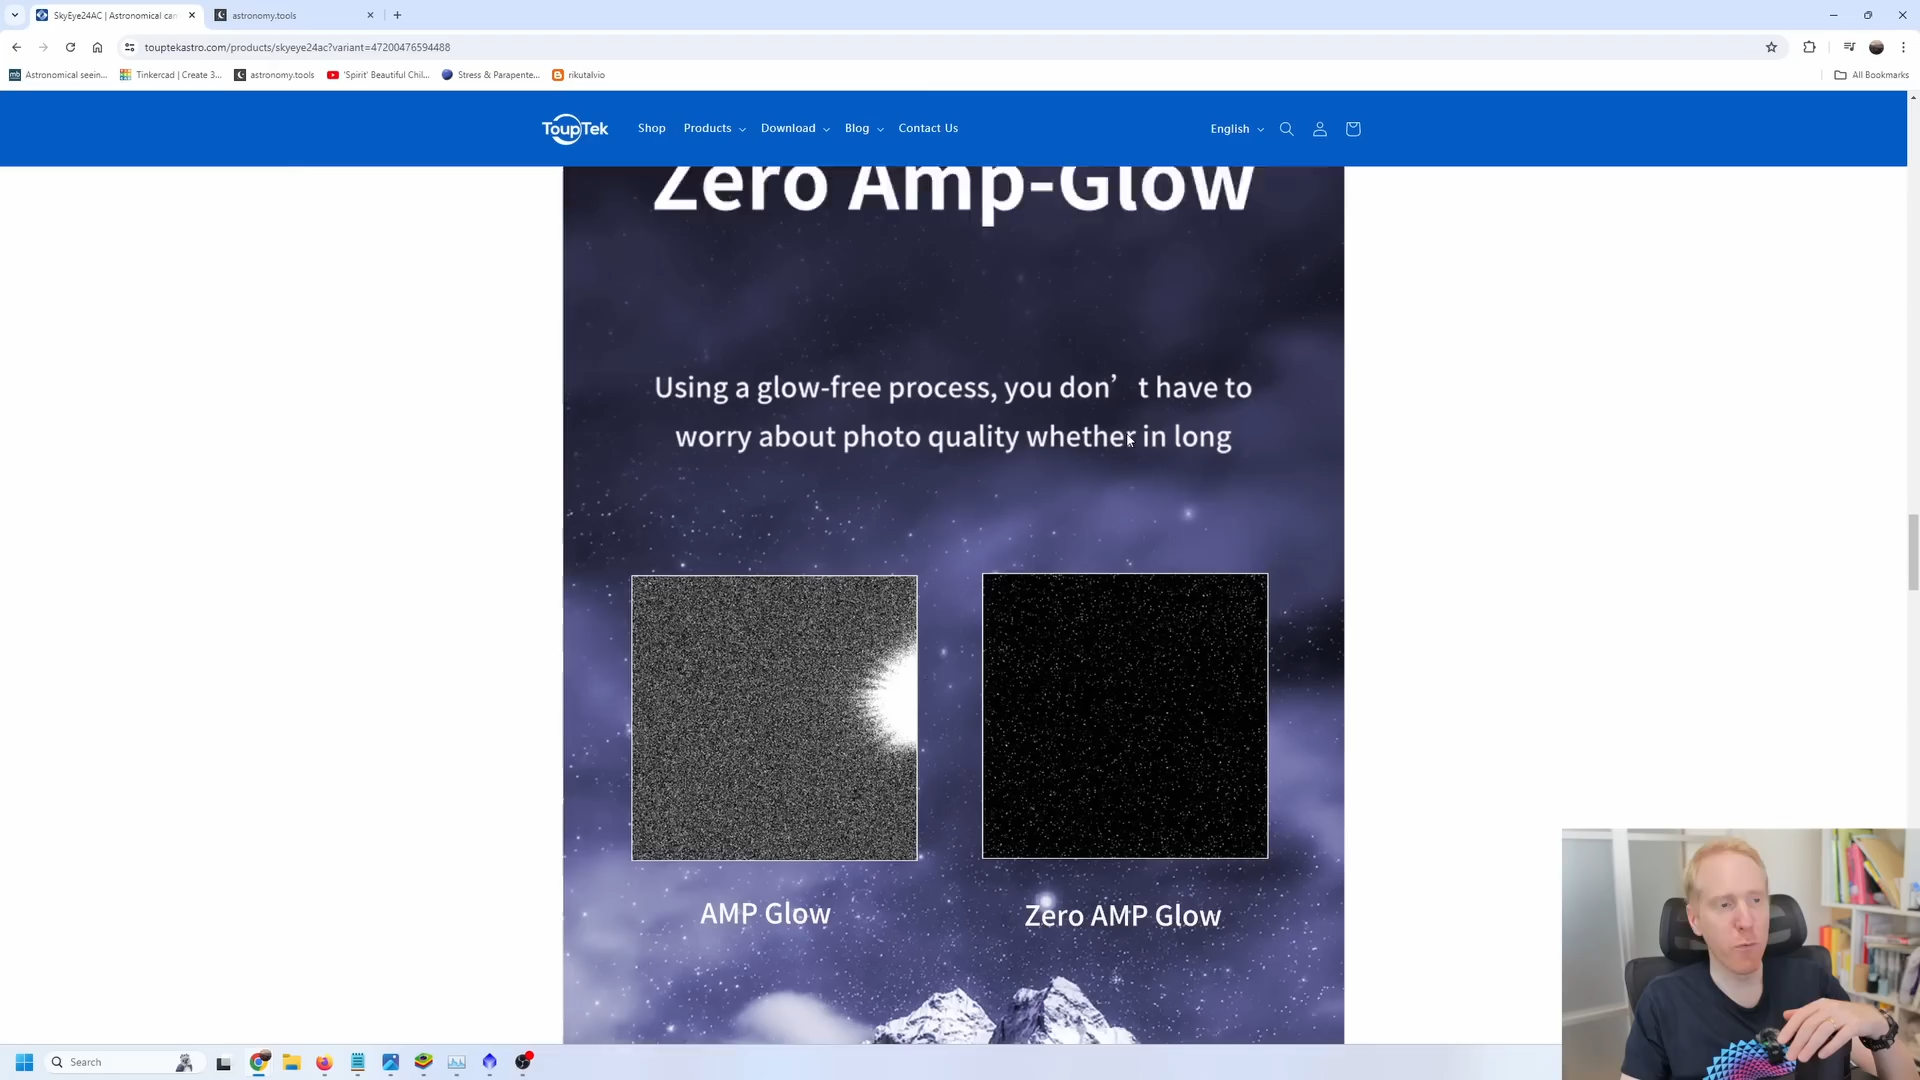 SkyEye24AC | Astronomical can
astronomy.tools
touptekastro.com/products/skyeye24ac?variant=47200476594488
Astronomical seein...
Tinkercad | Create 3...
astronomy.tools
'Spirit' Beautiful Chil...
Stress & Parapente...
rikutalvio
All Bookmarks
ToupTek
Shop
Products
Download
Blog
Contact Us
English
Zero Amp-Glow
Using a glow-free process, you don’t have to
worry about photo quality whether in long
AMP Glow
Zero AMP Glow
Search